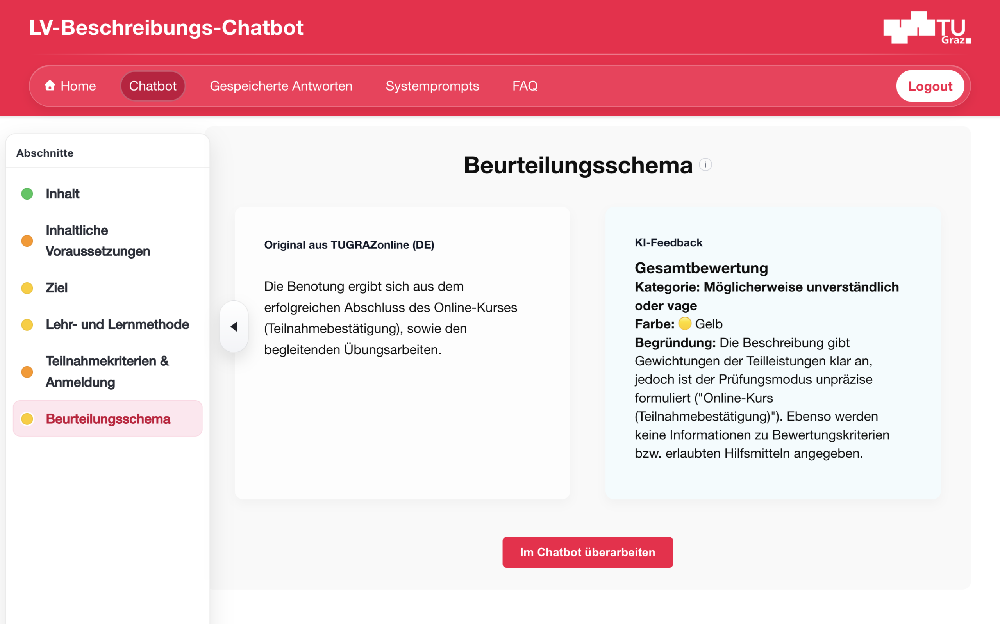 LV-Beschreibungs-Chatbot
TU
Graz
Home
Chatbot
Gespeicherte Antworten
Systemprompts
FAQ
Logout
Abschnitte
Inhalt
Inhaltliche
Voraussetzungen
Ziel
Lehr- und Lernmethode
Teilnahmekriterien &
Anmeldung
Beurteilungsschema
Beurteilungsschema i
Original aus TUGRAZonline (DE)
Die Benotung ergibt sich aus dem
erfolgreichen Abschluss des Online-Kurses
(Teilnahmebestätigung), sowie den
begleitenden Übungsarbeiten.
KI-Feedback
Gesamtbewertung
Kategorie: Möglicherweise unverständlich
oder vage
Farbe: Gelb
Begründung: Die Beschreibung gibt
Gewichtungen der Teilleistungen klar an,
jedoch ist der Prüfungsmodus unpräzise
formuliert ("Online-Kurs
(Teilnahmebestätigung)"). Ebenso werden
keine Informationen zu Bewertungskriterien
bzw. erlaubten Hilfsmitteln angegeben.
Im Chatbot überarbeiten